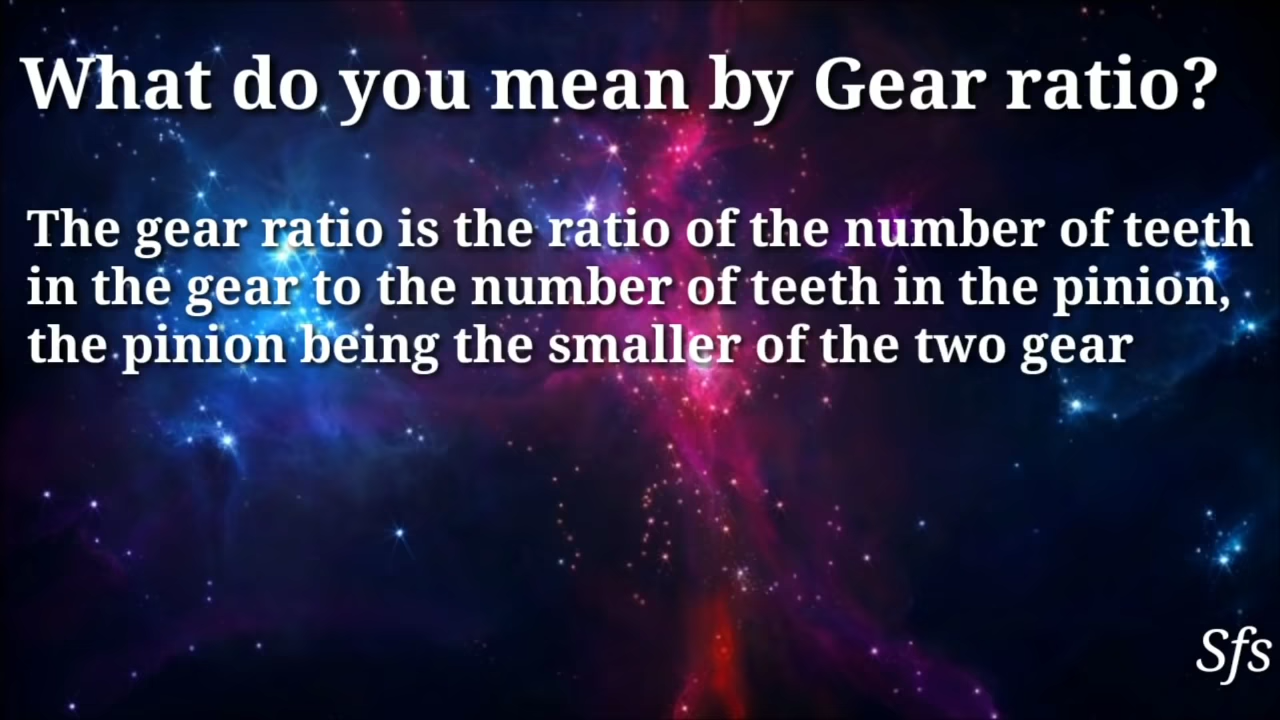 What do you mean by Gear ratio?
The gear ratio is the ratio of the number of teeth
in the gear to the number of teeth in the pinion,
the pinion being the smaller of the two gear
Sfs